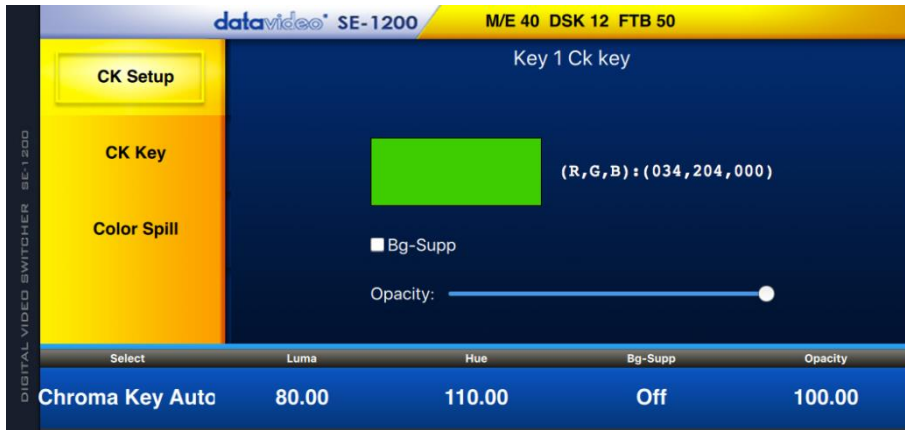 datavideo SE-1200
M/E 40 DSK 12 FTB 50
DIGITAL VIDEO SWITCHER SE-1200
CK Setup
CK Key
Color Spill
Key 1 Ck key
(R,G,B):(034,204,000)
Bg-Supp
Opacity:
Select Luma Hue Bg-Supp Opacity
Chroma Key Auto 80.00 110.00 Off 100.00